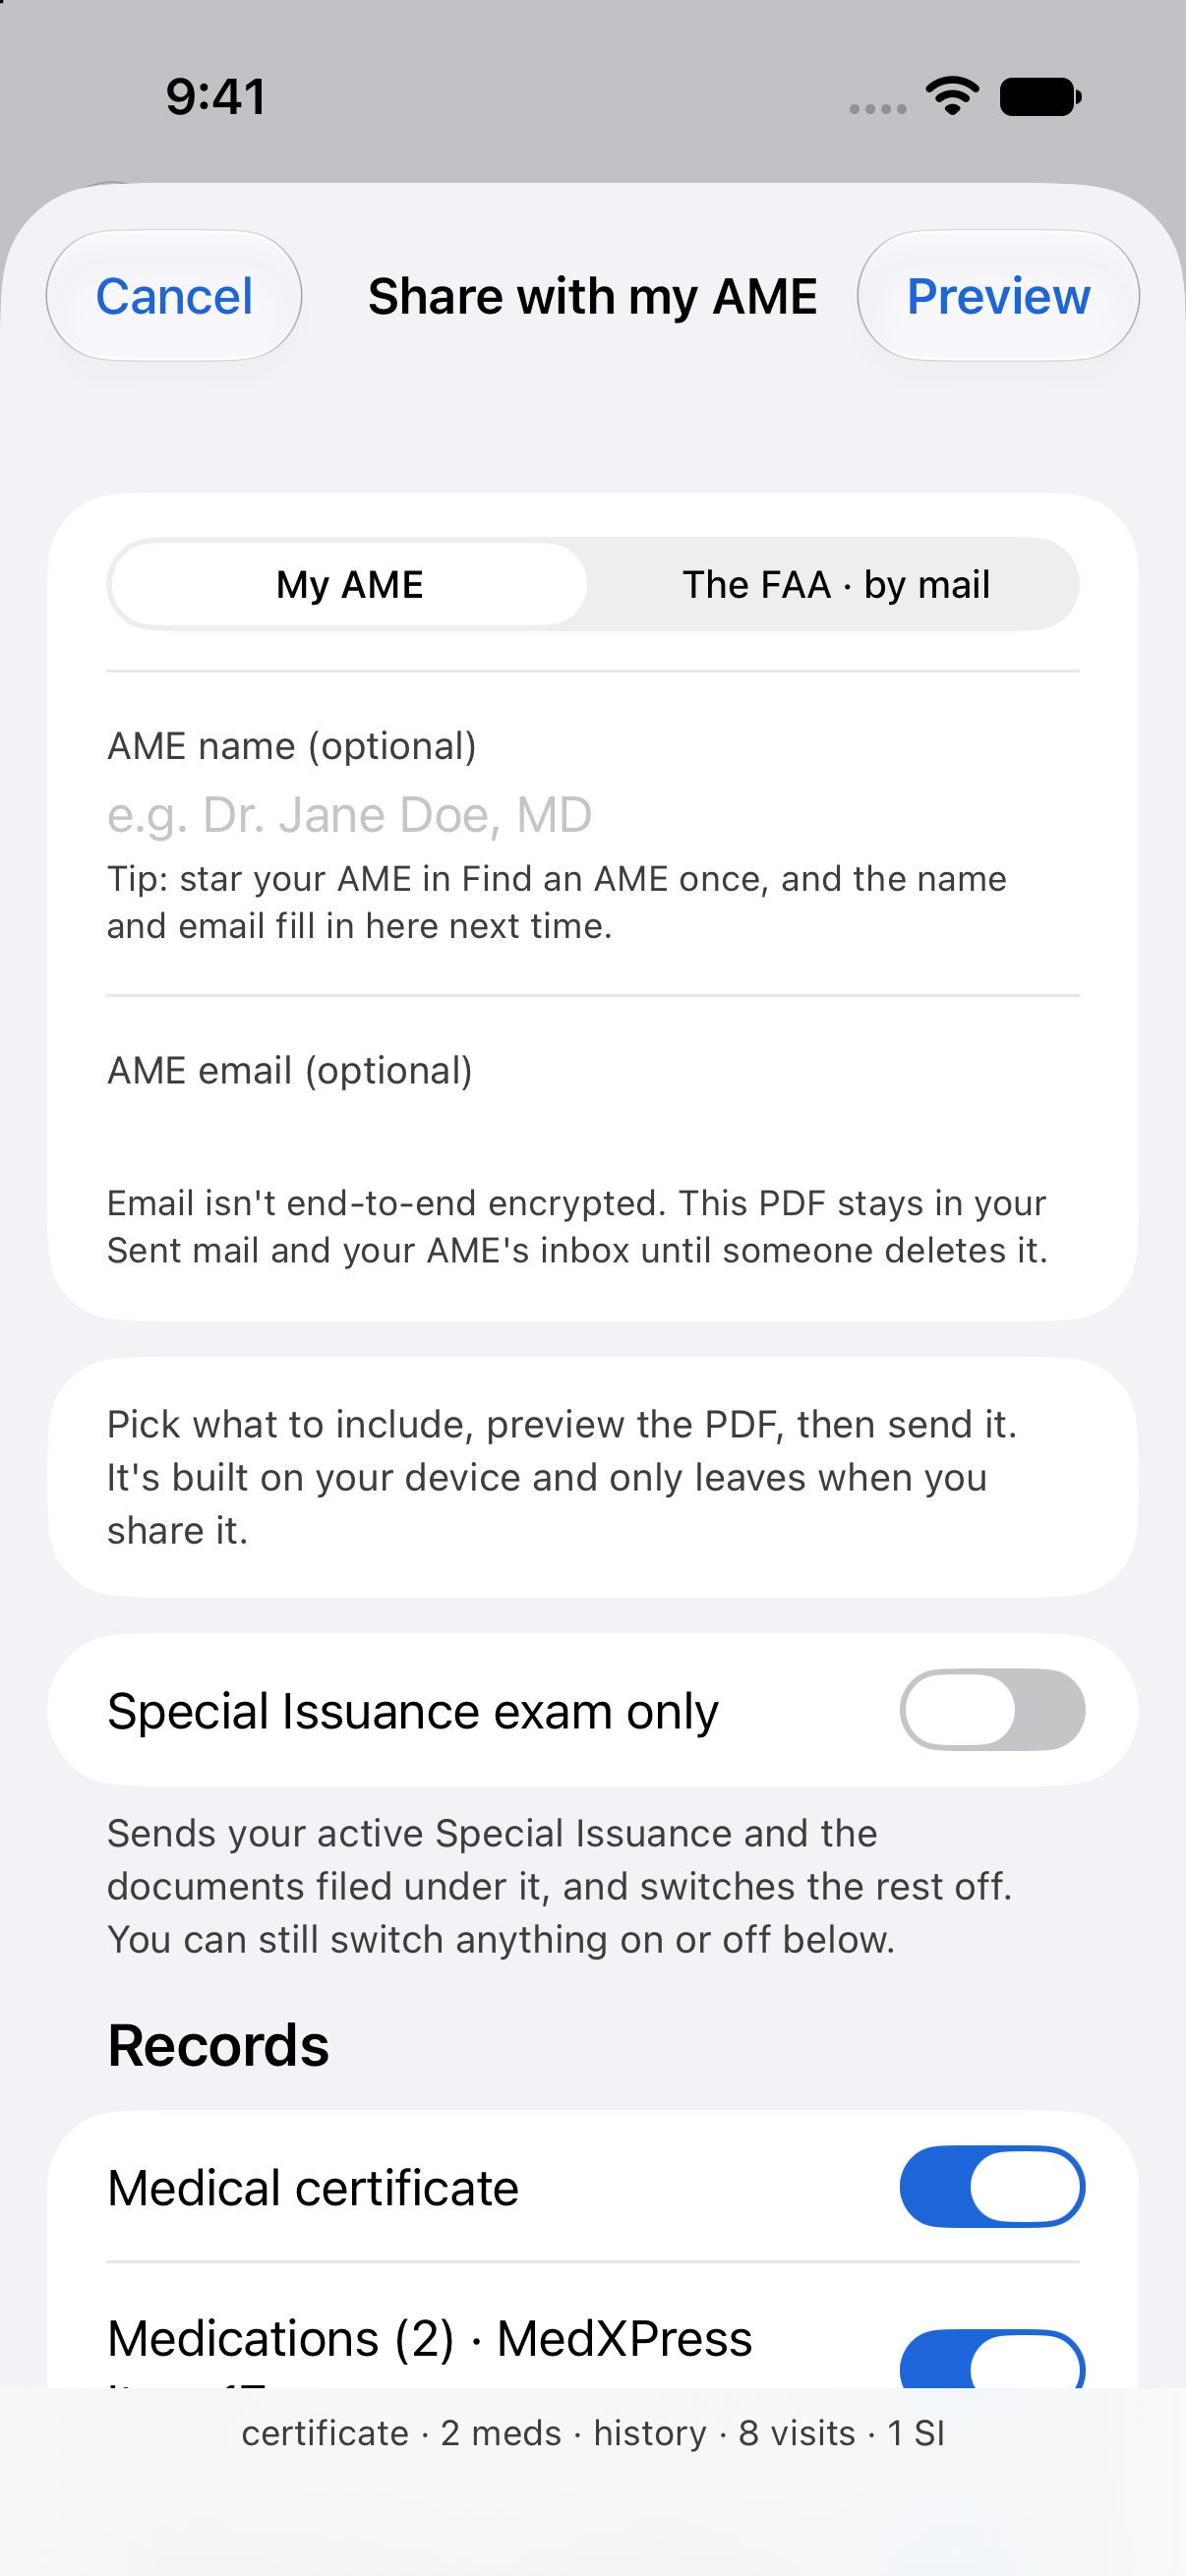 9:41
Cancel
Share with my AME
Preview
My AME
The FAA · by mail
AME name (optional)
e.g. Dr. Jane Doe, MD
Tip: star your AME in Find an AME once, and the name
and email fill in here next time.
AME email (optional)
Email isn't end-to-end encrypted. This PDF stays in your
Sent mail and your AME's inbox until someone deletes it.
Pick what to include, preview the PDF, then send it.
It's built on your device and only leaves when you
share it.
Special Issuance exam only
Sends your active Special Issuance and the
documents filed under it, and switches the rest off.
You can still switch anything on or off below.
Records
Medical certificate
Medications (2) · MedXPress
certificate · 2 meds · history · 8 visits · 1 SI